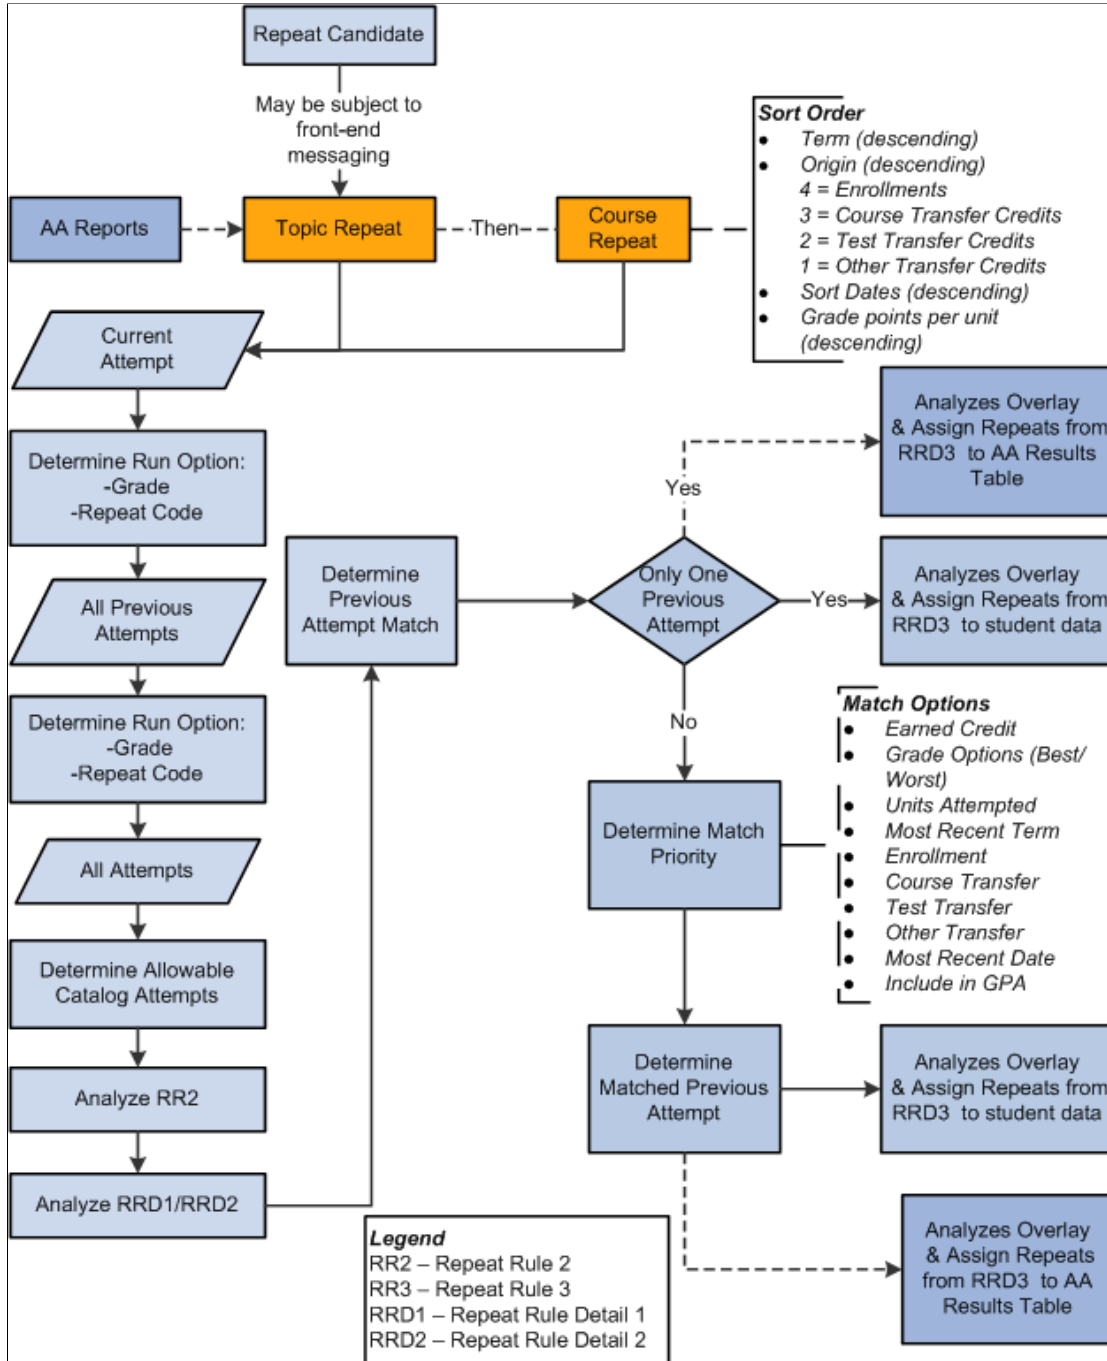 Repeat Candidate
May be subject to
front-end
messaging
AA Reports
Topic Repeat
Then
Course
Repeat
Sort Order
● Term (descending)
● Origin (descending)
4 = Enrollments
3 = Course Transfer Credits
2 = Test Transfer Credits
1 = Other Transfer Credits
● Sort Dates (descending)
● Grade points per unit
(descending)
Current
Attempt
Determine Run Option:
-Grade
-Repeat Code
All Previous
Attempts
Determine Run Option:
-Grade
-Repeat Code
All Attempts
Determine Allowable
Catalog Attempts
Analyze RR2
Analyze RRD1/RRD2
Determine
Previous
Attempt Match
Only One
Previous
Attempt
Yes
Analyzes Overlay
& Assign Repeats from
RRD3 to AA Results
Table
Yes
Analyzes Overlay
& Assign Repeats from
RRD3 to student data
No
Determine Match
Priority
Match Options
● Earned Credit
● Grade Options (Best/
Worst)
● Units Attempted
● Most Recent Term
● Enrollment
● Course Transfer
● Test Transfer
● Other Transfer
● Most Recent Date
● Include in GPA
Determine
Matched Previous
Attempt
Analyzes Overlay
& Assign Repeats from
RRD3 to student data
Analyzes Overlay
& Assign Repeats
from RRD3 to AA
Results Table
Legend
RR2 – Repeat Rule 2
RR3 – Repeat Rule 3
RRD1 – Repeat Rule Detail 1
RRD2 – Repeat Rule Detail 2